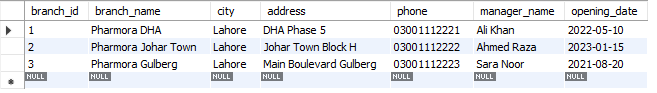 branch_id branch_name city address phone manager_name opening_date
1 Pharmora DHA Lahore DHA Phase 5 03001112221 Ali Khan 2022-05-10
2 Pharmora Johar Town Lahore Johar Town Block H 03001112222 Ahmed Raza 2023-01-15
3 Pharmora Gulberg Lahore Main Boulevard Gulberg 03001112223 Sara Noor 2021-08-20
NULL NULL NULL NULL NULL NULL NULL